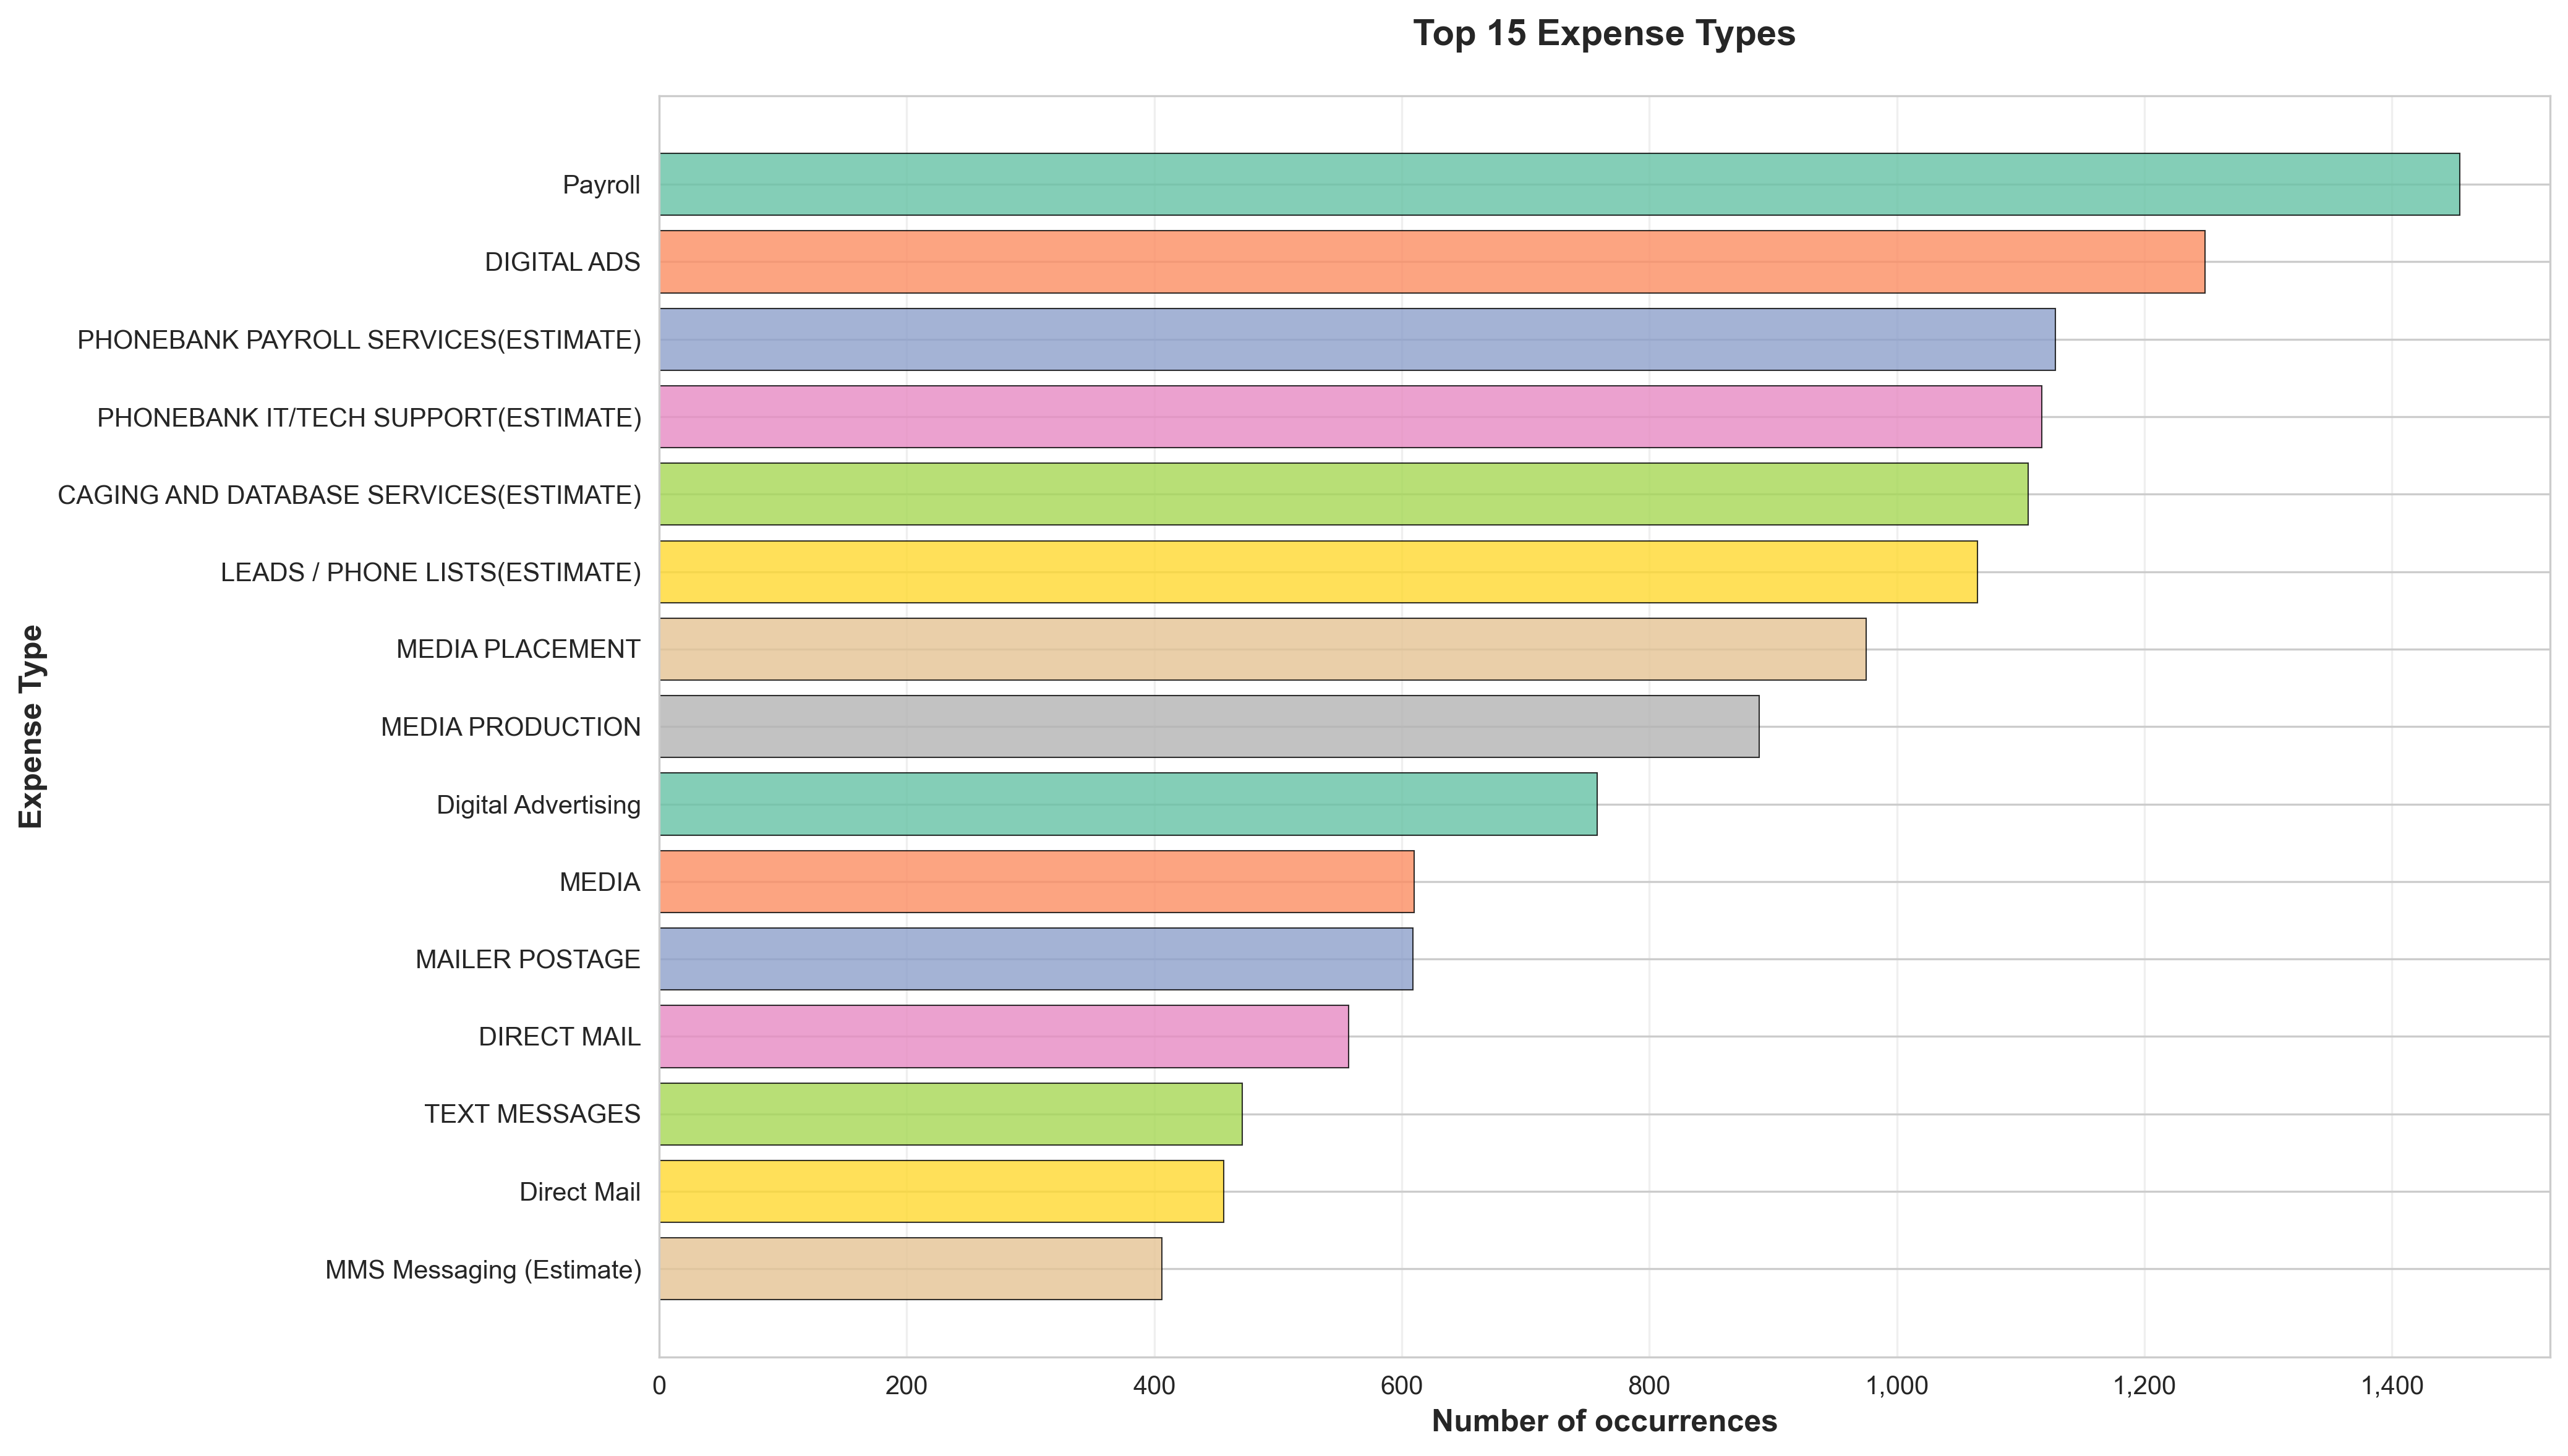 Top 15 Expense Types
Payroll
DIGITAL ADS
PHONEBANK PAYROLL SERVICES(ESTIMATE)
PHONEBANK IT/TECH SUPPORT(ESTIMATE)
CAGING AND DATABASE SERVICES(ESTIMATE)
LEADS / PHONE LISTS(ESTIMATE)
MEDIA PLACEMENT
MEDIA PRODUCTION
Digital Advertising
MEDIA
MAILER POSTAGE
DIRECT MAIL
TEXT MESSAGES
Direct Mail
MMS Messaging (Estimate)
Expense Type
0 200 400 600 800 1,000 1,200 1,400
Number of occurrences